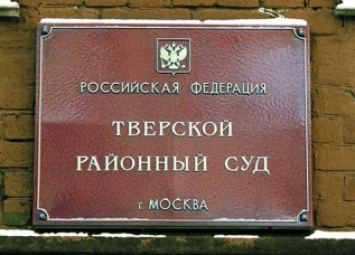 РОССИЙСКАЯ ФЕДЕРАЦИЯ
ТВЕРСКОЙ
РАЙОННЫЙ СУД
г. МОСКВА